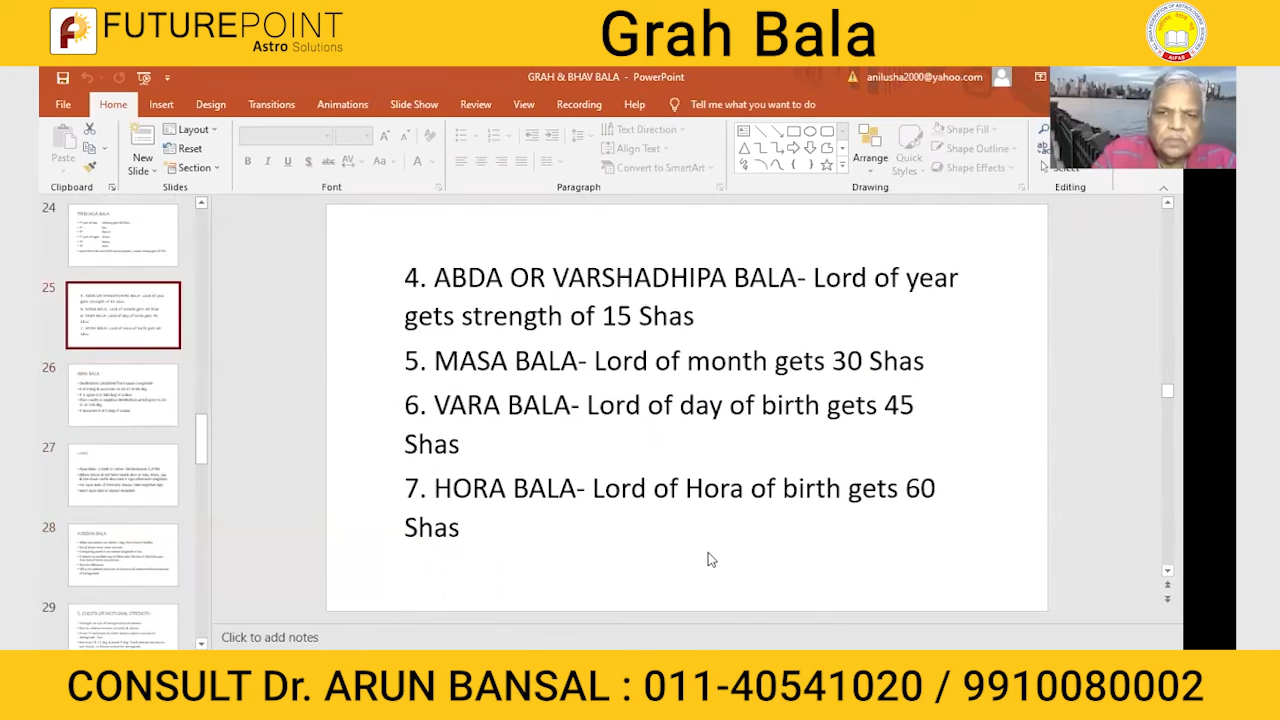 FUTUREPOINT
Astro Solutions
Grah Bala
GRAH & BHAV BALA - PowerPoint
anilusha2000@yahoo.com
File Home Insert Design Transitions Animations Slide Show Review View Recording Help Tell me what you want to do
Paste
New Slide
Layout
Reset
Section
B I U S abc AV Aa A
Text Direction
Align Text
Convert to SmartArt
Arrange
Quick Styles
Shape Fill
Shape Outline
Shape Effects
Select
Clipboard Slides Font Paragraph Drawing Editing
24
25
26
27
28
29
4. ABDA OR VARSHADHIPA BALA- Lord of year
gets strength of 15 Shas
5. MASA BALA- Lord of month gets 30 Shas
6. VARA BALA- Lord of day of birth gets 45
Shas
7. HORA BALA- Lord of Hora of birth gets 60
Shas
Click to add notes
CONSULT Dr. ARUN BANSAL : 011-40541020 / 9910080002